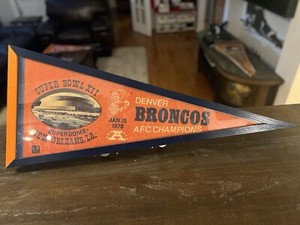 SUPER BOWL XII
SUPERDOME
NEW ORLEANS, LA.
JAN. 15,
1978
DENVER
BRONCOS
AFC CHAMPIONS